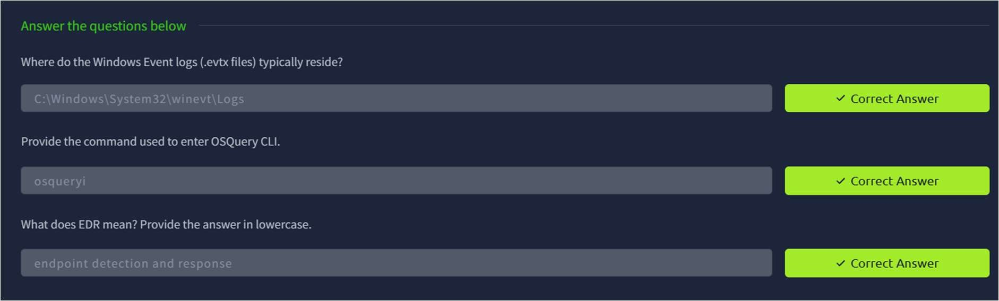 Answer the questions below
Where do the Windows Event logs (.evtx files) typically reside?
C:\Windows\System32\winevt\Logs
✓ Correct Answer
Provide the command used to enter OSQuery CLI.
osqueryi
✓ Correct Answer
What does EDR mean? Provide the answer in lowercase.
endpoint detection and response
✓ Correct Answer